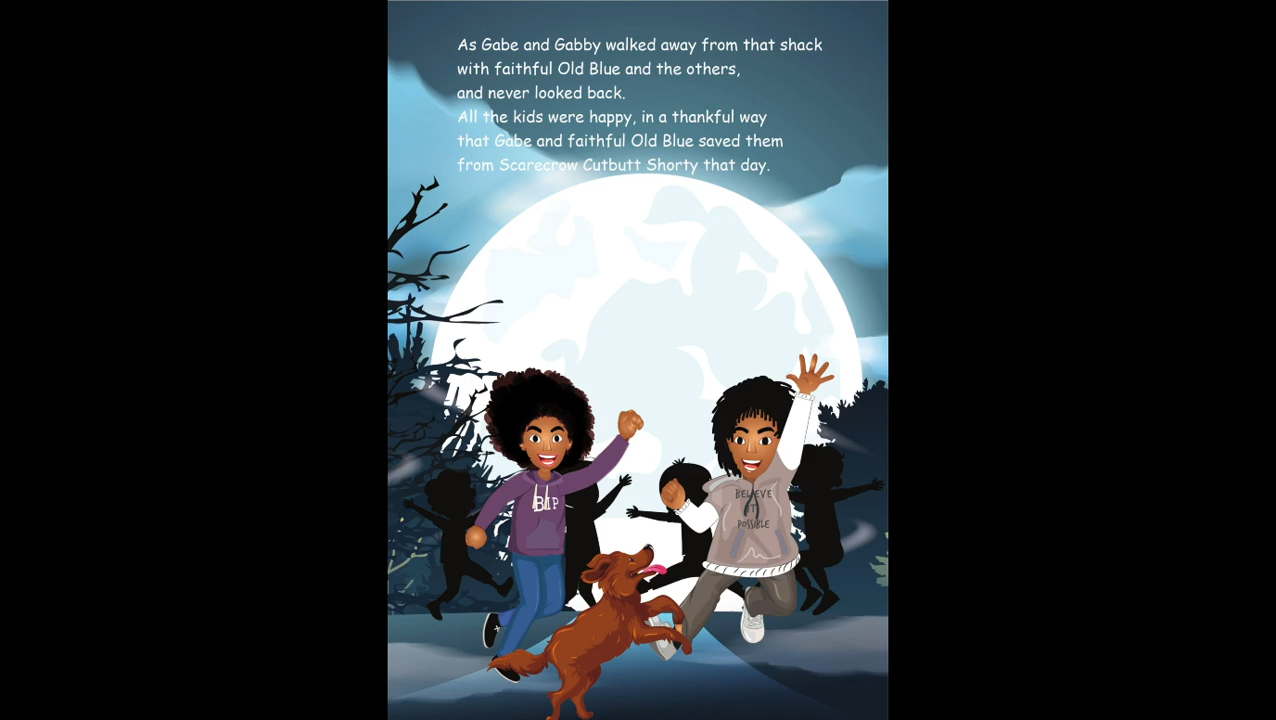 As Gabe and Gabby walked away from that shack
with faithful Old Blue and the others,
and never looked back.
All the kids were happy, in a thankful way
that Gabe and faithful Old Blue saved them
from Scarecrow Cutbutt Shorty that day.
BIP
BELIEVE
IT'S
POSSIBLE